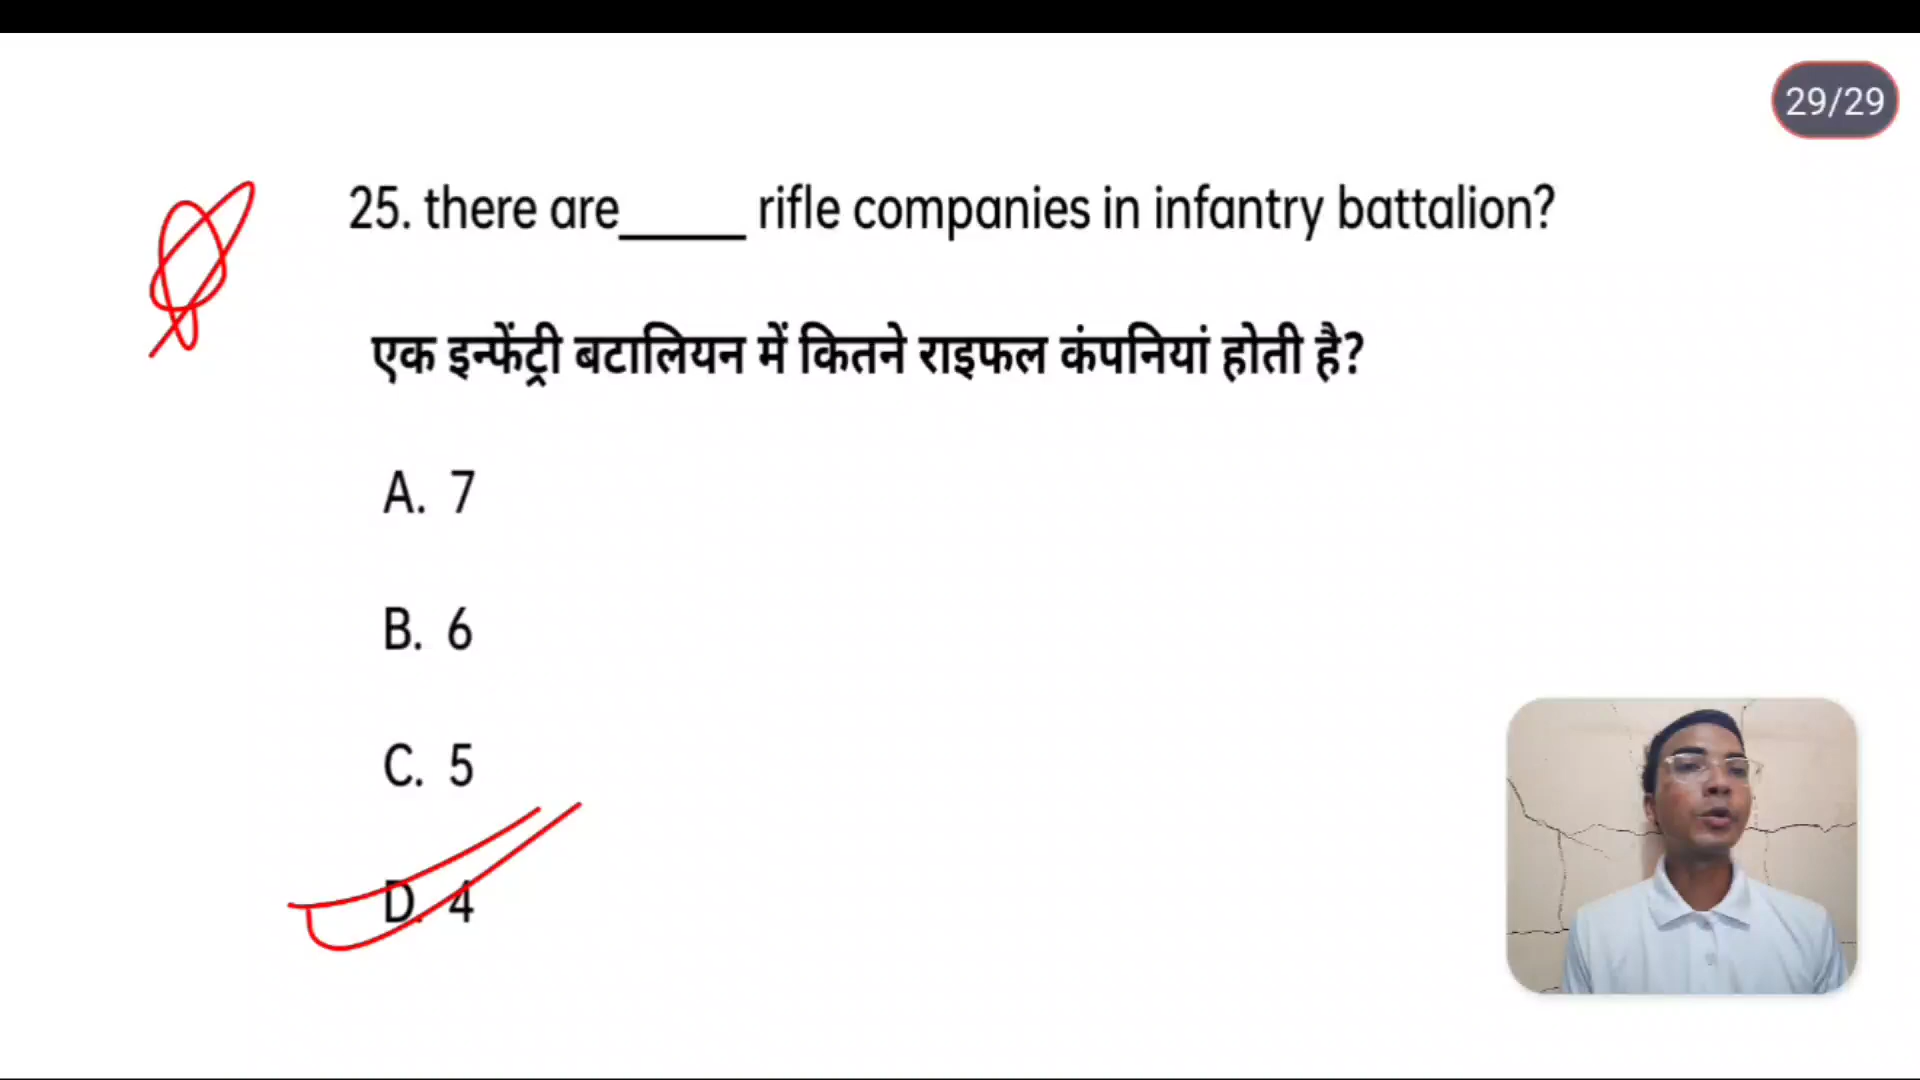 29/29
25. there are_____ rifle companies in infantry battalion?
एक इन्फेंट्री बटालियन में कितने राइफल कंपनियां होती है?
A. 7
B. 6
C. 5
D. 4